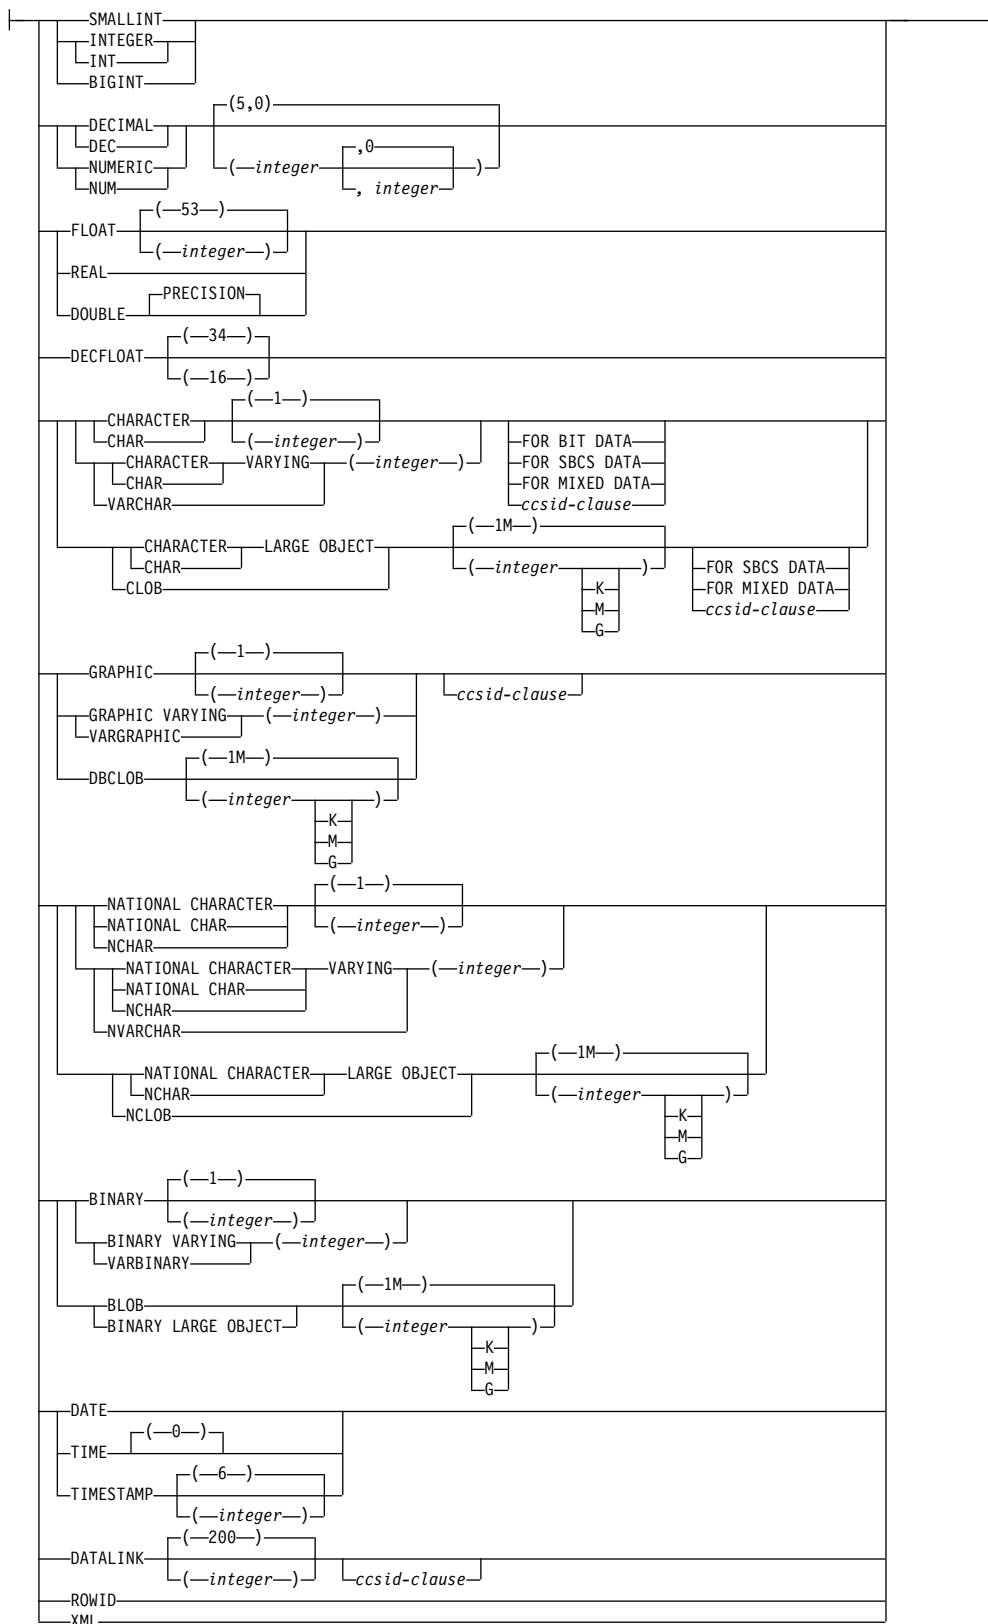 SMALLINT
INTEGER
INT
BIGINT
(5,0)
DECIMAL
DEC ,0
NUMERIC ( integer )
NUM , integer
( 53 )
FLOAT
( integer )
REAL
PRECISION
DOUBLE
( 34 )
DECFLOAT
( 16 )
( 1 )
CHARACTER
CHAR ( integer ) FOR BIT DATA
CHARACTER VARYING ( integer ) FOR SBCS DATA
CHAR FOR MIXED DATA
VARCHAR ccsid-clause
( 1M )
CHARACTER LARGE OBJECT
CHAR ( integer ) FOR SBCS DATA
CLOB K FOR MIXED DATA
M ccsid-clause
G
( 1 )
GRAPHIC
( integer ) ccsid-clause
GRAPHIC VARYING ( integer )
VARGRAPHIC
( 1M )
DBCLOB
( integer )
K
M
G
( 1 )
NATIONAL CHARACTER
NATIONAL CHAR ( integer )
NCHAR
NATIONAL CHARACTER VARYING ( integer )
NATIONAL CHAR
NCHAR
NVARCHAR
( 1M )
NATIONAL CHARACTER LARGE OBJECT
NCHAR ( integer )
NCLOB K
M
G
( 1 )
BINARY
( integer )
BINARY VARYING ( integer )
VARBINARY
( 1M )
BLOB
BINARY LARGE OBJECT ( integer )
K
M
G
DATE
( 0 )
TIME
( 6 )
TIMESTAMP
( integer )
( 200 )
DATALINK
( integer ) ccsid-clause
ROWID
XML